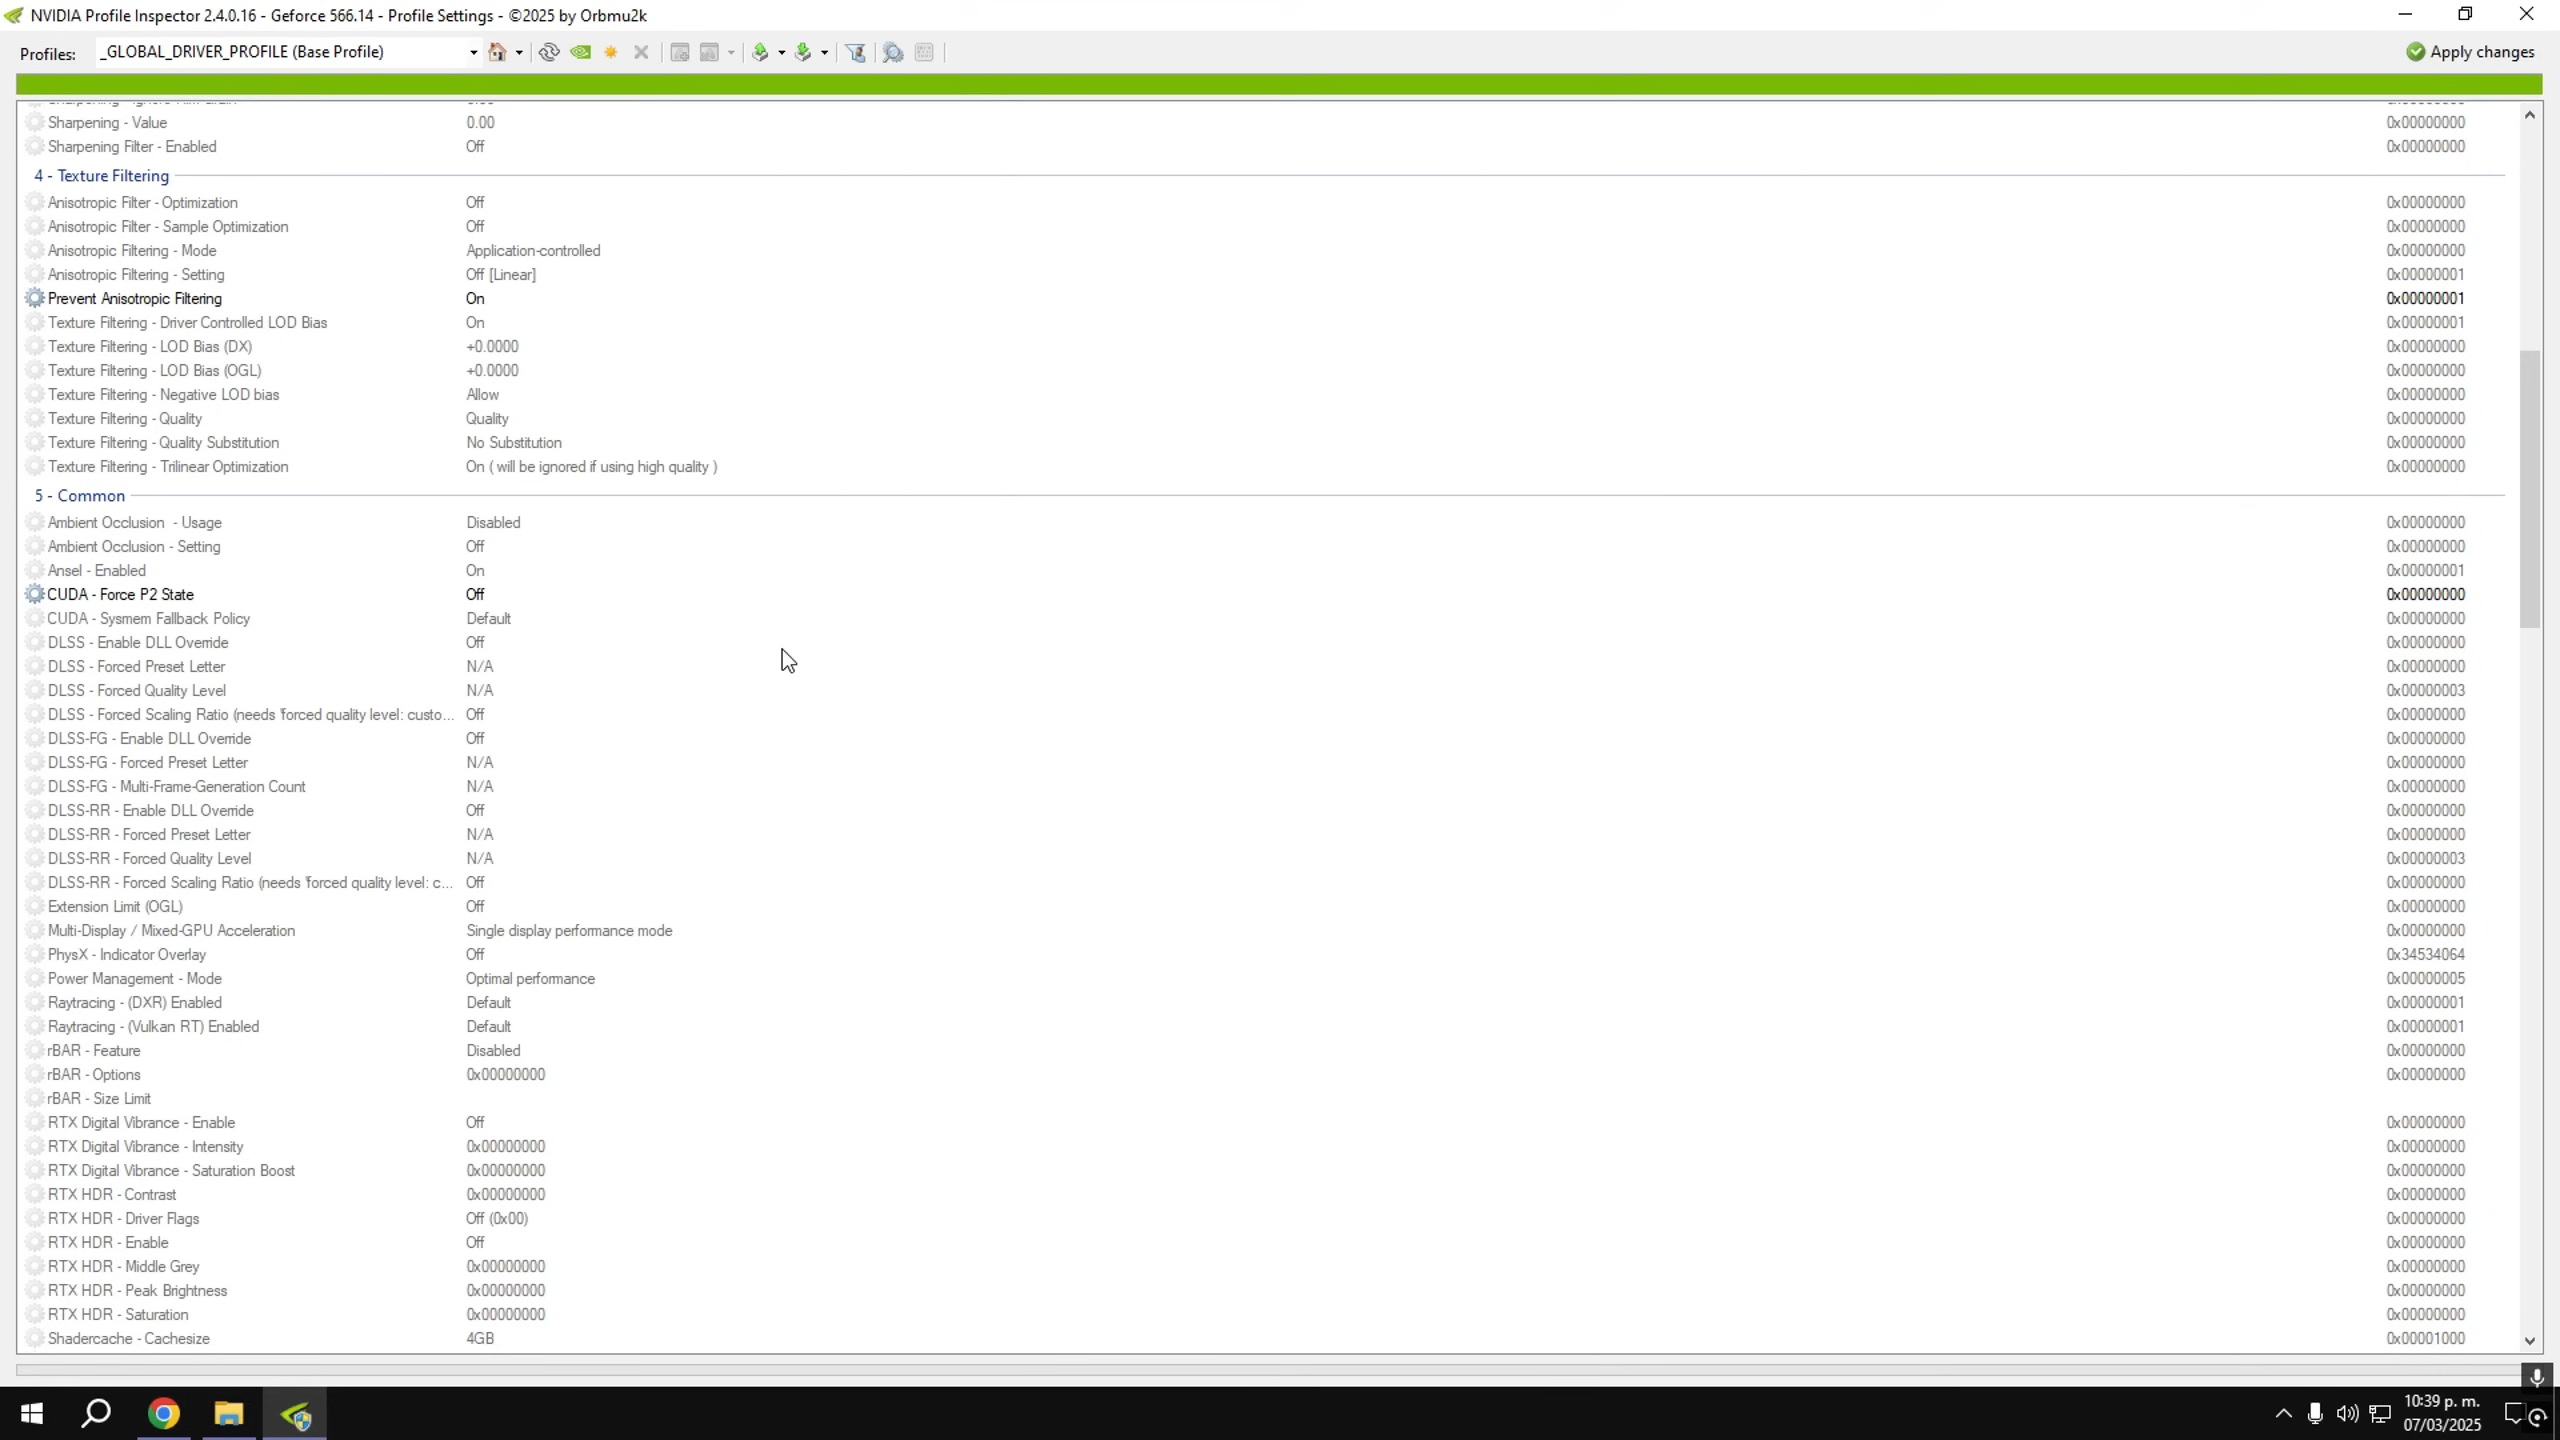 NVIDIA Profile Inspector 2.4.0.16 - Geforce 566.14 - Profile Settings - ©2025 by Orbmu2k
Profiles: _GLOBAL_DRIVER_PROFILE (Base Profile) Apply changes
Sharpening - Value 0.00 0x00000000
Sharpening Filter - Enabled Off 0x00000000
4 - Texture Filtering
Anisotropic Filter - Optimization Off 0x00000000
Anisotropic Filter - Sample Optimization Off 0x00000000
Anisotropic Filtering - Mode Application-controlled 0x00000000
Anisotropic Filtering - Setting Off [Linear] 0x00000001
Prevent Anisotropic Filtering On 0x00000001
Texture Filtering - Driver Controlled LOD Bias On 0x00000001
Texture Filtering - LOD Bias (DX) +0.0000 0x00000000
Texture Filtering - LOD Bias (OGL) +0.0000 0x00000000
Texture Filtering - Negative LOD bias Allow 0x00000000
Texture Filtering - Quality Quality 0x00000000
Texture Filtering - Quality Substitution No Substitution 0x00000000
Texture Filtering - Trilinear Optimization On ( will be ignored if using high quality ) 0x00000000
5 - Common
Ambient Occlusion - Usage Disabled 0x00000000
Ambient Occlusion - Setting Off 0x00000000
Ansel - Enabled On 0x00000001
CUDA - Force P2 State Off 0x00000000
CUDA - Sysmem Fallback Policy Default 0x00000000
DLSS - Enable DLL Override Off 0x00000000
DLSS - Forced Preset Letter N/A 0x00000000
DLSS - Forced Quality Level N/A 0x00000003
DLSS - Forced Scaling Ratio (needs 'forced quality level: custo... Off 0x00000000
DLSS-FG - Enable DLL Override Off 0x00000000
DLSS-FG - Forced Preset Letter N/A 0x00000000
DLSS-FG - Multi-Frame-Generation Count N/A 0x00000000
DLSS-RR - Enable DLL Override Off 0x00000000
DLSS-RR - Forced Preset Letter N/A 0x00000000
DLSS-RR - Forced Quality Level N/A 0x00000003
DLSS-RR - Forced Scaling Ratio (needs 'forced quality level: c... Off 0x00000000
Extension Limit (OGL) Off 0x00000000
Multi-Display / Mixed-GPU Acceleration Single display performance mode 0x00000000
PhysX - Indicator Overlay Off 0x34534064
Power Management - Mode Optimal performance 0x00000005
Raytracing - (DXR) Enabled Default 0x00000001
Raytracing - (Vulkan RT) Enabled Default 0x00000001
rBAR - Feature Disabled 0x00000000
rBAR - Options 0x00000000 0x00000000
rBAR - Size Limit
RTX Digital Vibrance - Enable Off 0x00000000
RTX Digital Vibrance - Intensity 0x00000000 0x00000000
RTX Digital Vibrance - Saturation Boost 0x00000000 0x00000000
RTX HDR - Contrast 0x00000000 0x00000000
RTX HDR - Driver Flags Off (0x00) 0x00000000
RTX HDR - Enable Off 0x00000000
RTX HDR - Middle Grey 0x00000000 0x00000000
RTX HDR - Peak Brightness 0x00000000 0x00000000
RTX HDR - Saturation 0x00000000 0x00000000
Shadercache - Cachesize 4GB 0x00001000
10:39 p. m.
07/03/2025